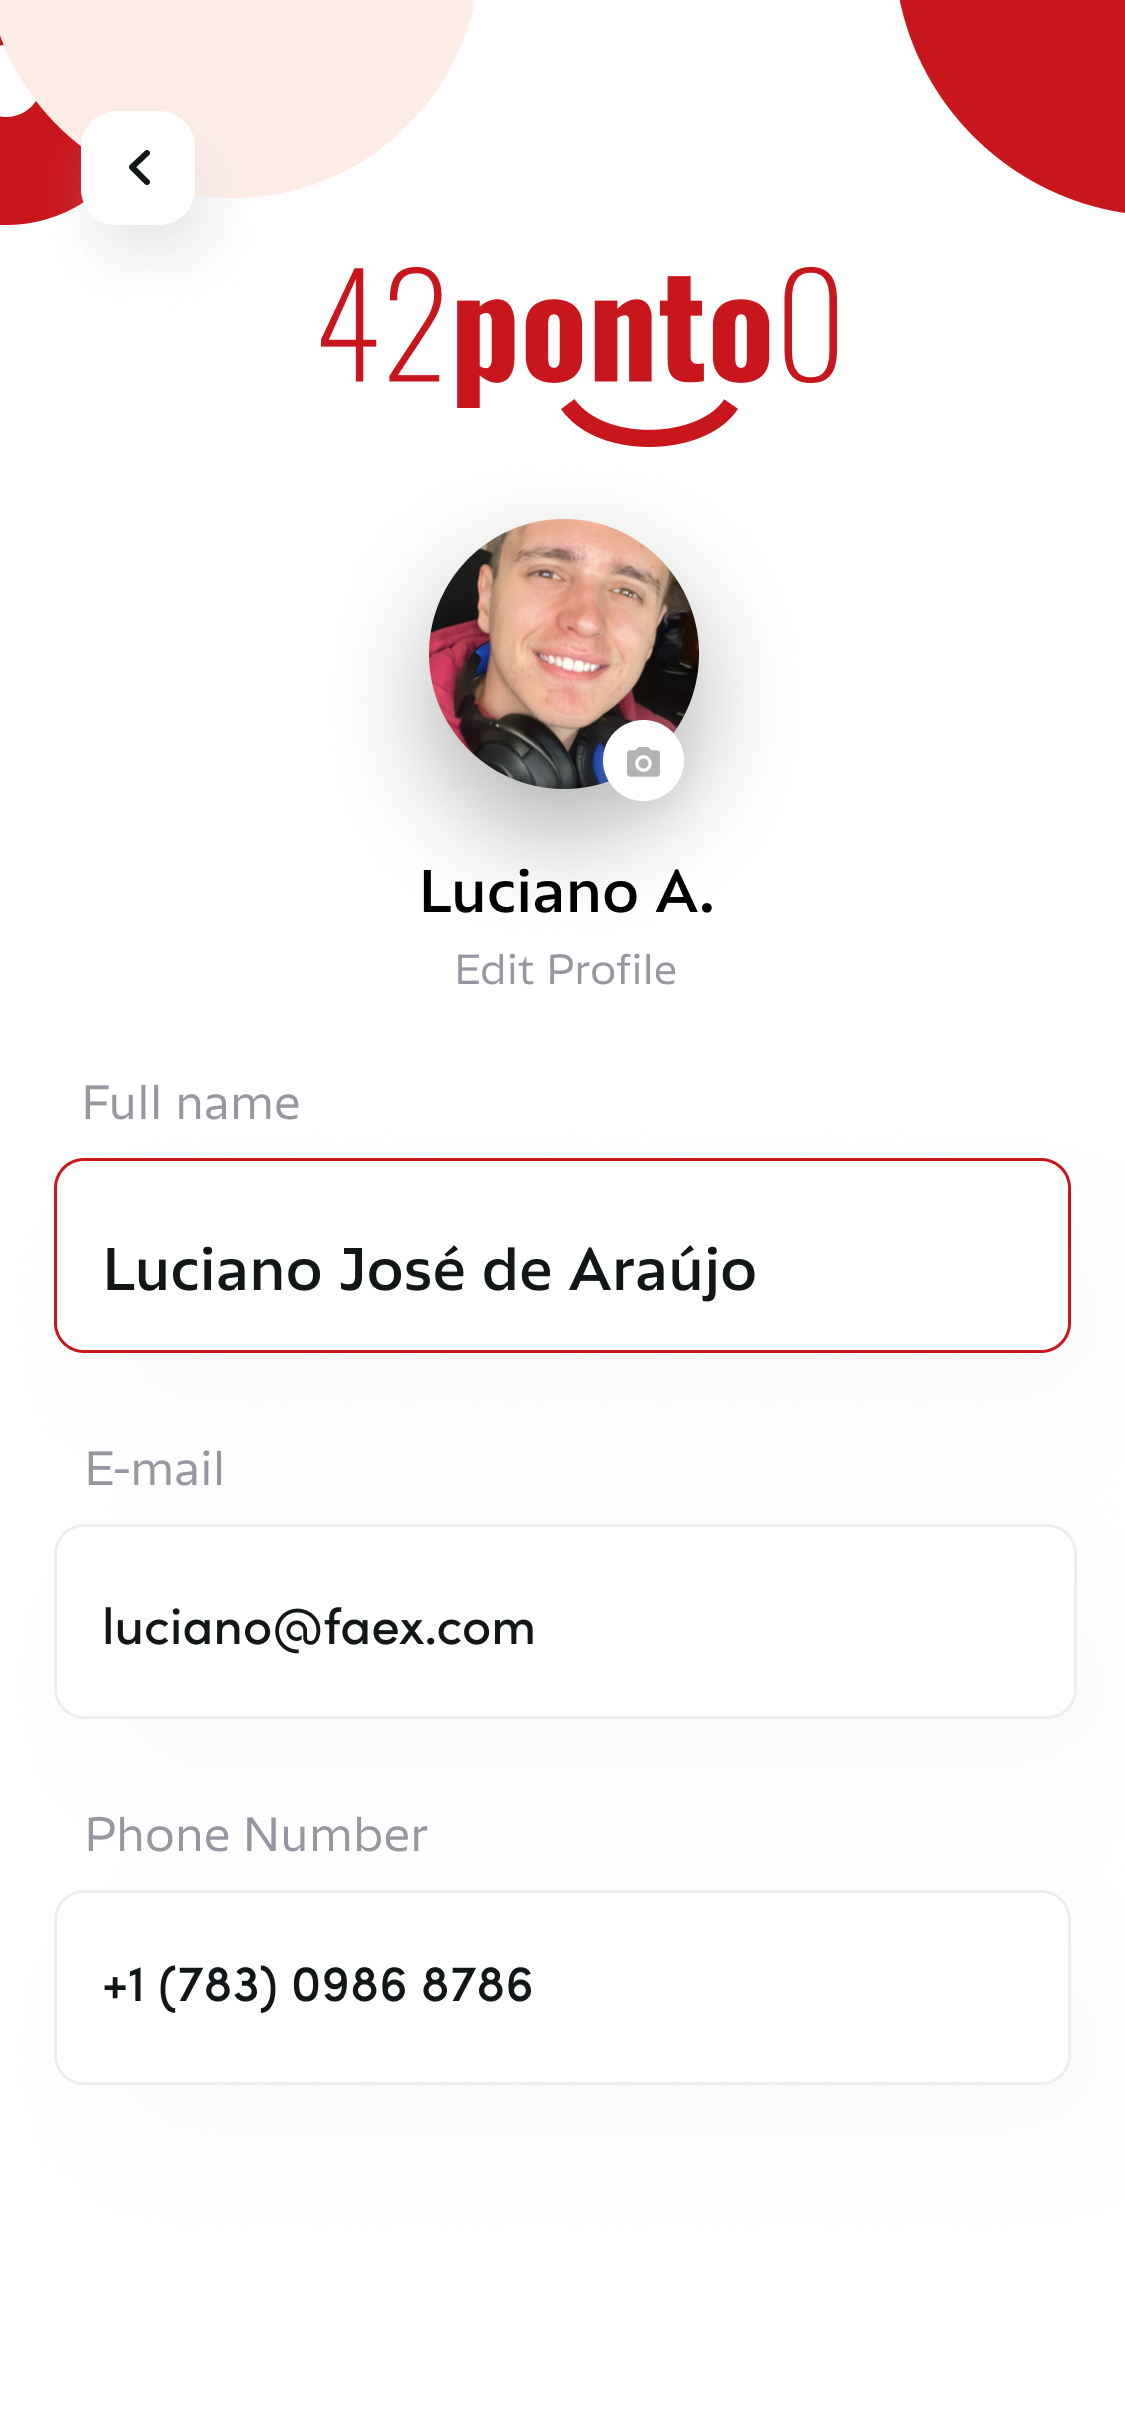 42ponto0
Luciano A.
Edit Profile
Full name
Luciano José de Araújo
E-mail
luciano@faex.com
Phone Number
+1 (783) 0986 8786